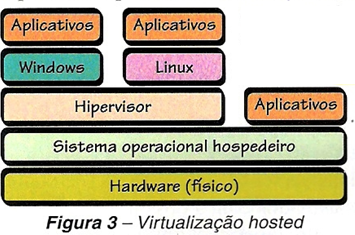 Aplicativos Aplicativos
Windows Linux
Hipervisor Aplicativos
Sistema operacional hospedeiro
Hardware (físico)
Figura 3 – Virtualização hosted